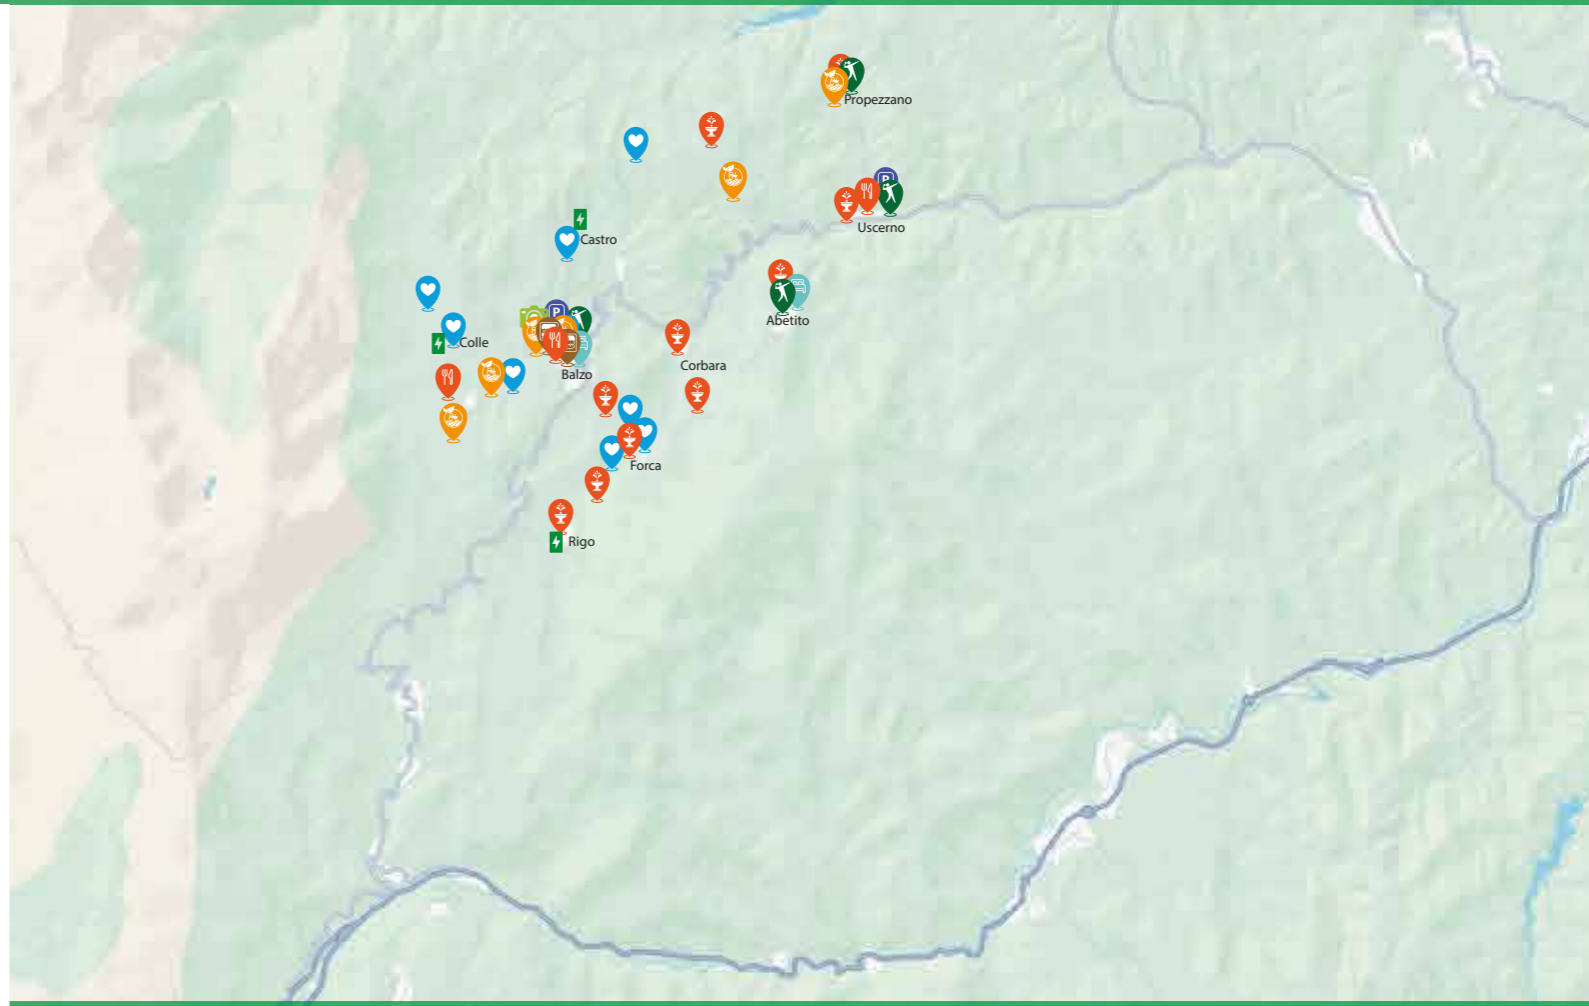 Propezzano
P
Uscerno
Castro
Abetito
P
Colle
Corbara
Balzo
Forca
Rigo